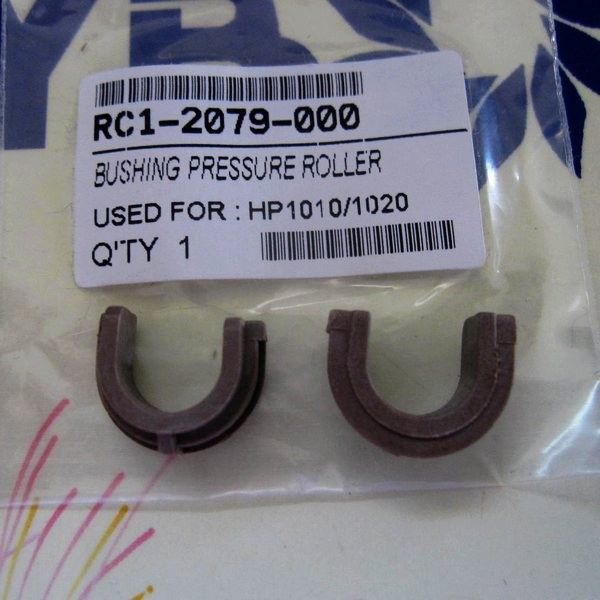 RC1-2079-000
BUSHING PRESSURE ROLLER
USED FOR : HP1010/1020
Q'TY 1